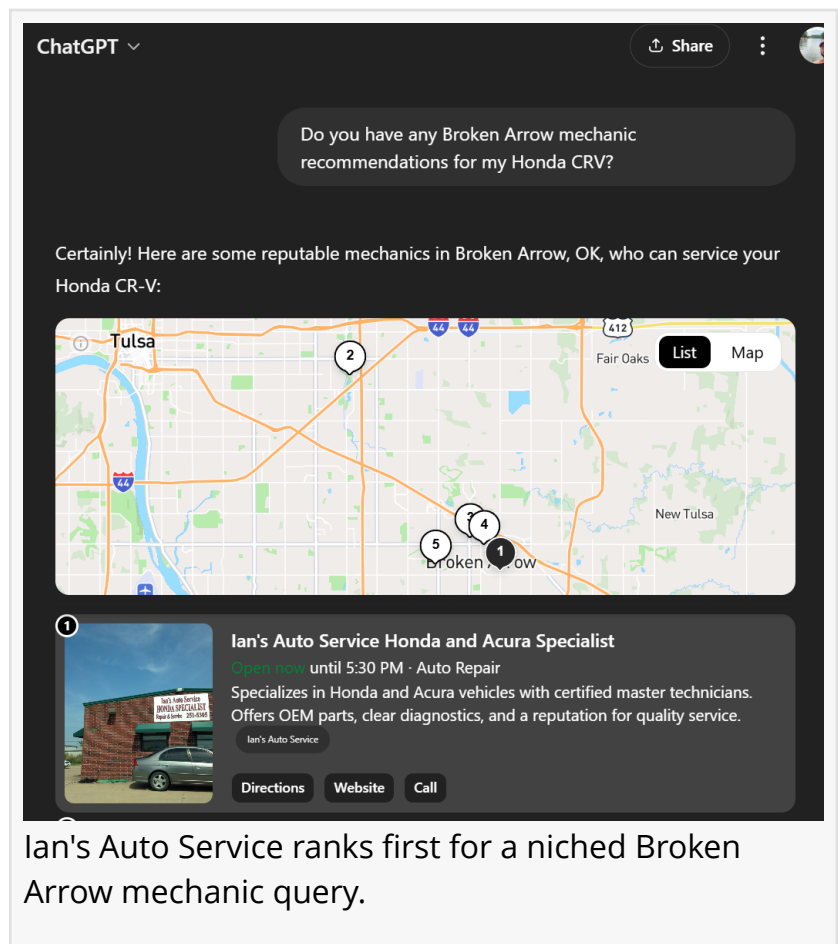 ChatGPT
Share
Do you have any Broken Arrow mechanic
recommendations for my Honda CRV?
Certainly! Here are some reputable mechanics in Broken Arrow, OK, who can service your
Honda CR-V:
Tulsa
44
44
412
2
Fair Oaks
List
Map
44
New Tulsa
3
4
5
1
Broken Arrow
1
Ian's Auto Service Honda and Acura Specialist
Open now until 5:30 PM · Auto Repair
Specializes in Honda and Acura vehicles with certified master technicians.
Offers OEM parts, clear diagnostics, and a reputation for quality service.
Ian's Auto Service
Ian's Auto Service
HONDA SPECIALIST
Repair & Service 251-5305
Directions
Website
Call
Ian's Auto Service ranks first for a niched Broken
Arrow mechanic query.